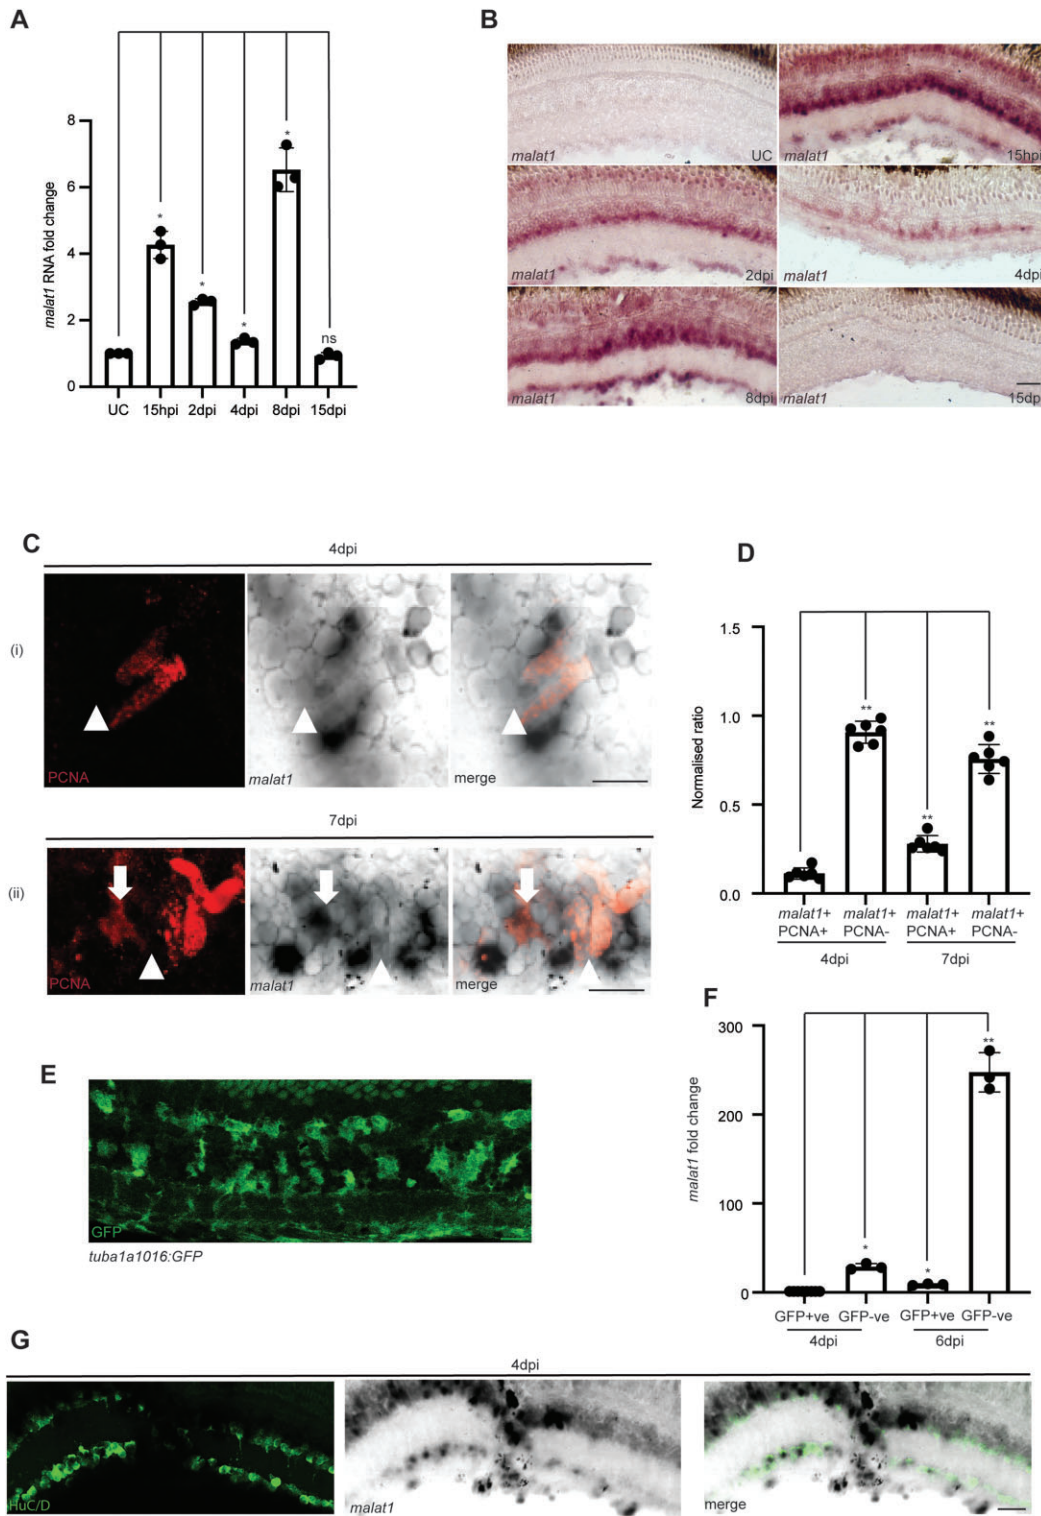 A
malat1 RNA fold change
8
6
4
2
0
*
*
*
*
ns
UC 15hpi 2dpi 4dpi 8dpi 15dpi
B
malat1 UC
malat1 15hpi
malat1 2dpi
malat1 4dpi
malat1 8dpi
malat1 15dp
C
4dpi
(i)
PCNA
malat1
merge
7dpi
(ii)
PCNA
malat1
merge
D
Normalised ratio
1.5
1.0
0.5
0.0
**
**
**
malat1+ malat1+ malat1+ malat1+
PCNA+ PCNA- PCNA+ PCNA-
4dpi 7dpi
E
GFP
tuba1a1016:GFP
F
malat1 fold change
300
200
100
0
*
*
**
GFP+ve GFP-ve GFP+ve GFP-ve
4dpi 6dpi
G
4dpi
HuC/D
malat1
merge